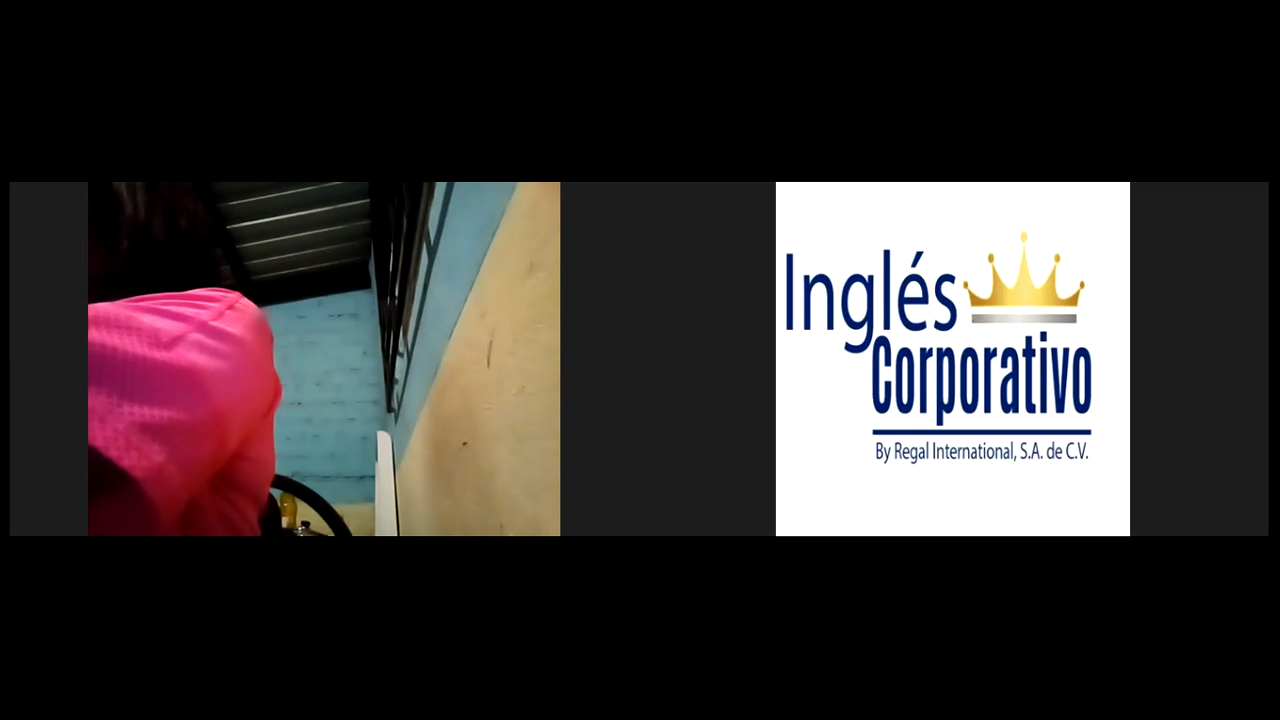 Inglés
Corporativo
By Regal International, S.A. de C.V.